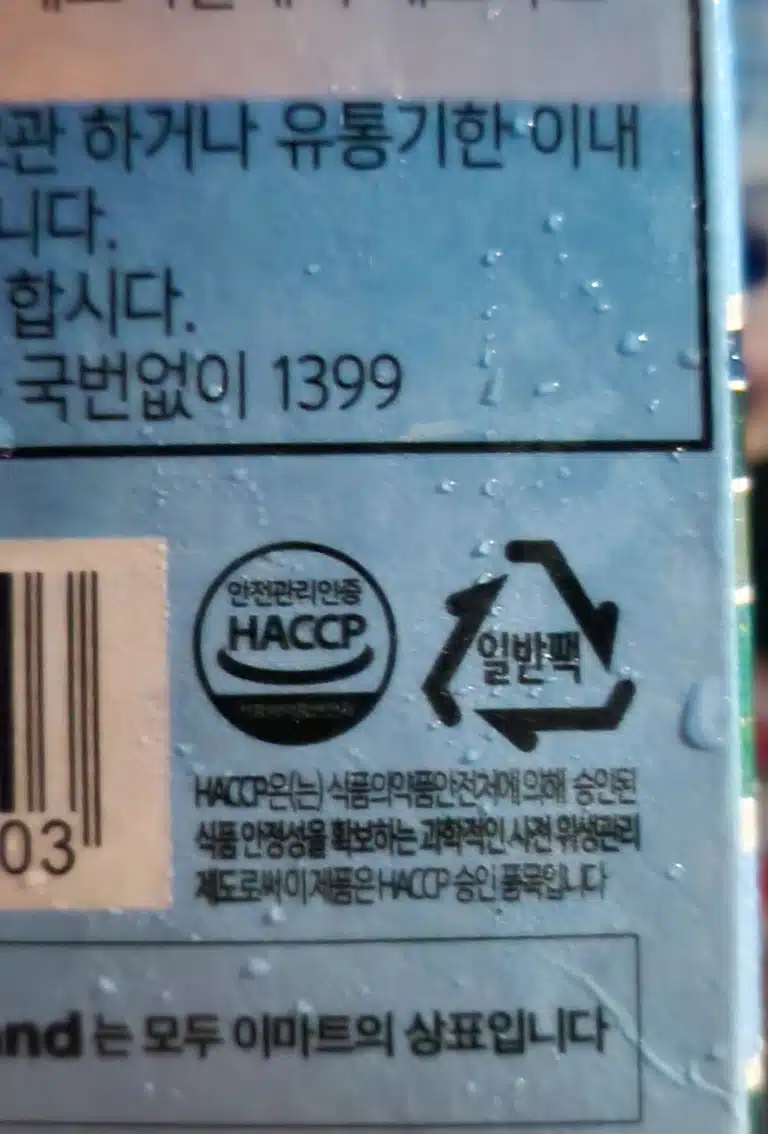 관 하거나 유통기한 이내
니다.
합시다.
국번없이 1399
안전관리인증
HACCP
일반팩
03
HACCP은(는) 식품의약품안전처에 의해 승인된
식품 안정성을 확보하는 과학적인 사전 위생관리
제도로써 이 제품은 HACCP 승인 품목입니다
and 는 모두 이마트의 상표입니다